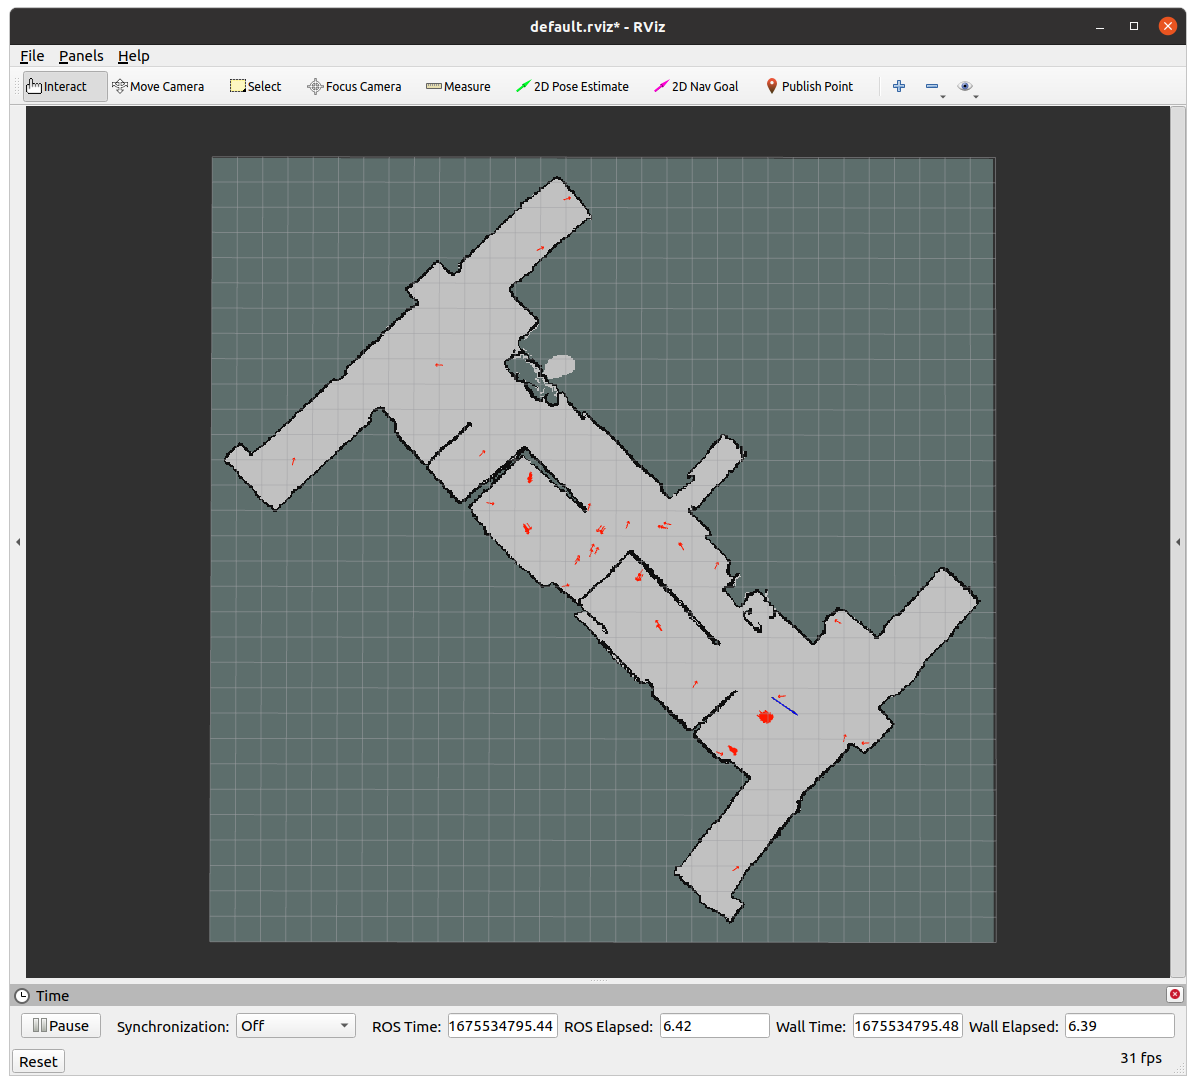 default.rviz* - RViz
File Panels Help
Interact Move Camera Select Focus Camera Measure 2D Pose Estimate 2D Nav Goal Publish Point
Time
Pause Synchronization: Off ROS Time: 1675534795.44 ROS Elapsed: 6.42 Wall Time: 1675534795.48 Wall Elapsed: 6.39
Reset 31 fps